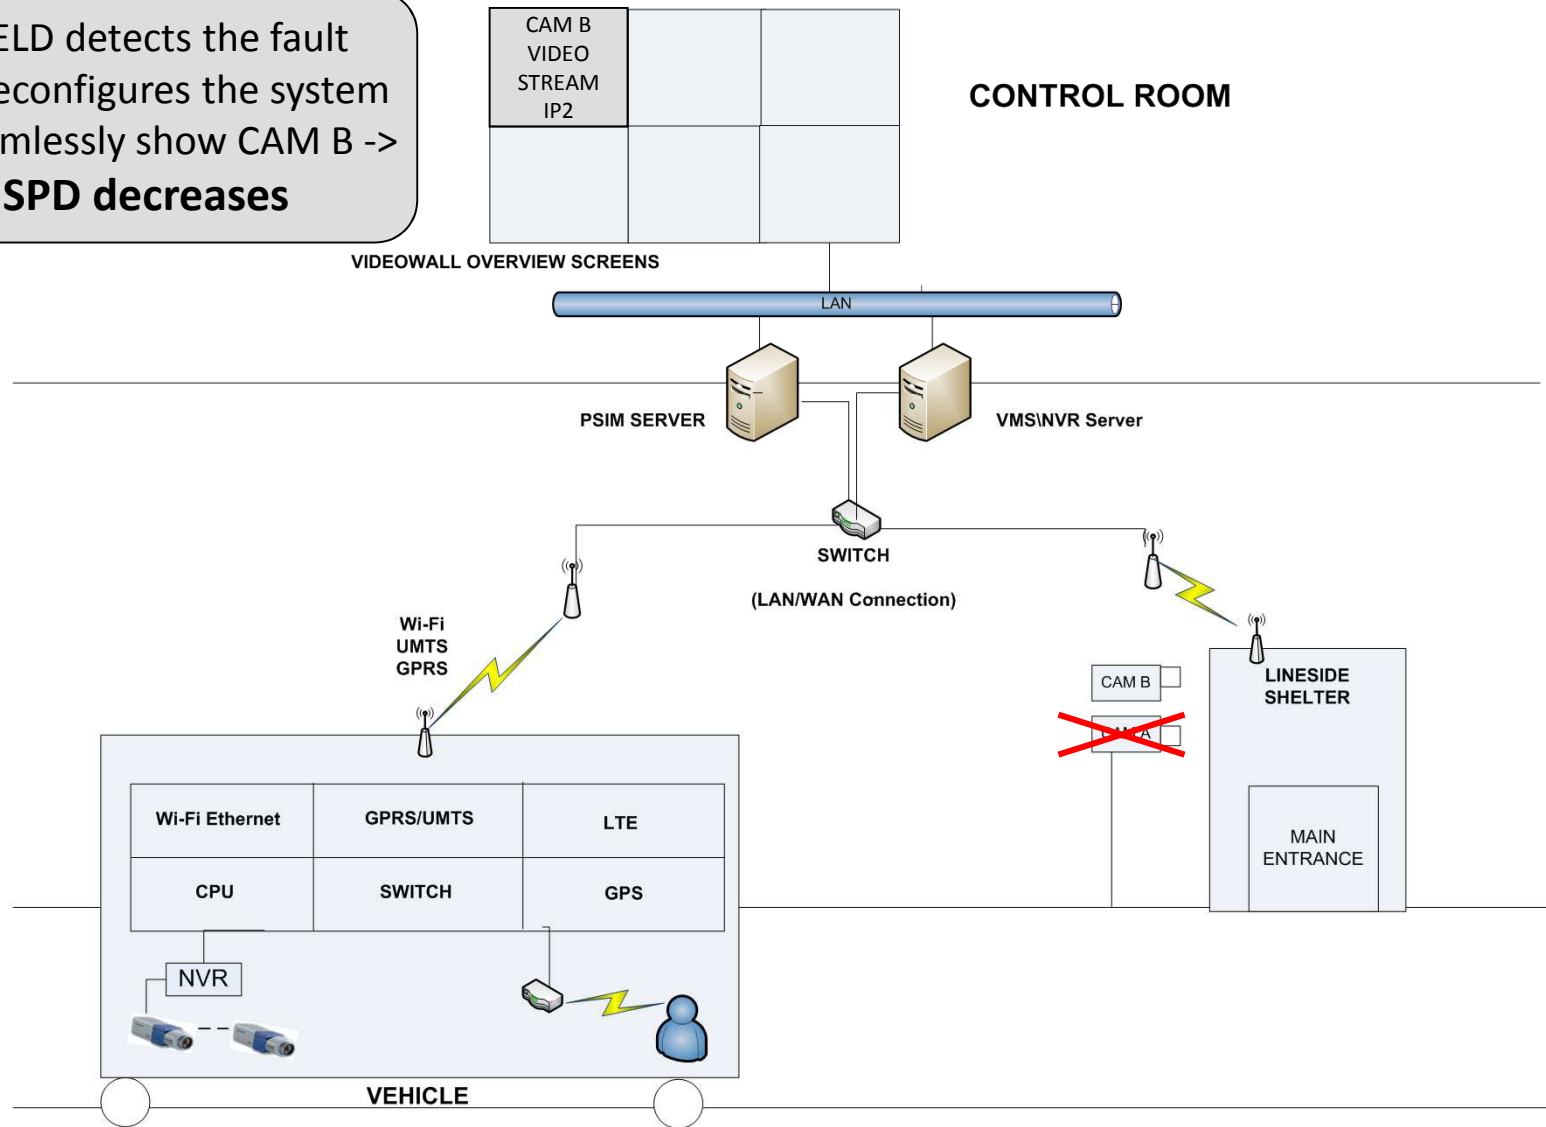 ELD detects the fault
econfigures the system
mlessly show CAM B ->
SPD decreases
CAM B
VIDEO
STREAM
IP2
CONTROL ROOM
VIDEOWALL OVERVIEW SCREENS
LAN
PSIM SERVER
VMS\NVR Server
SWITCH
(LAN/WAN Connection)
Wi-Fi
UMTS
GPRS
CAM B
CAM A
LINESIDE
SHELTER
MAIN
ENTRANCE
Wi-Fi Ethernet
GPRS/UMTS
LTE
CPU
SWITCH
GPS
NVR
VEHICLE